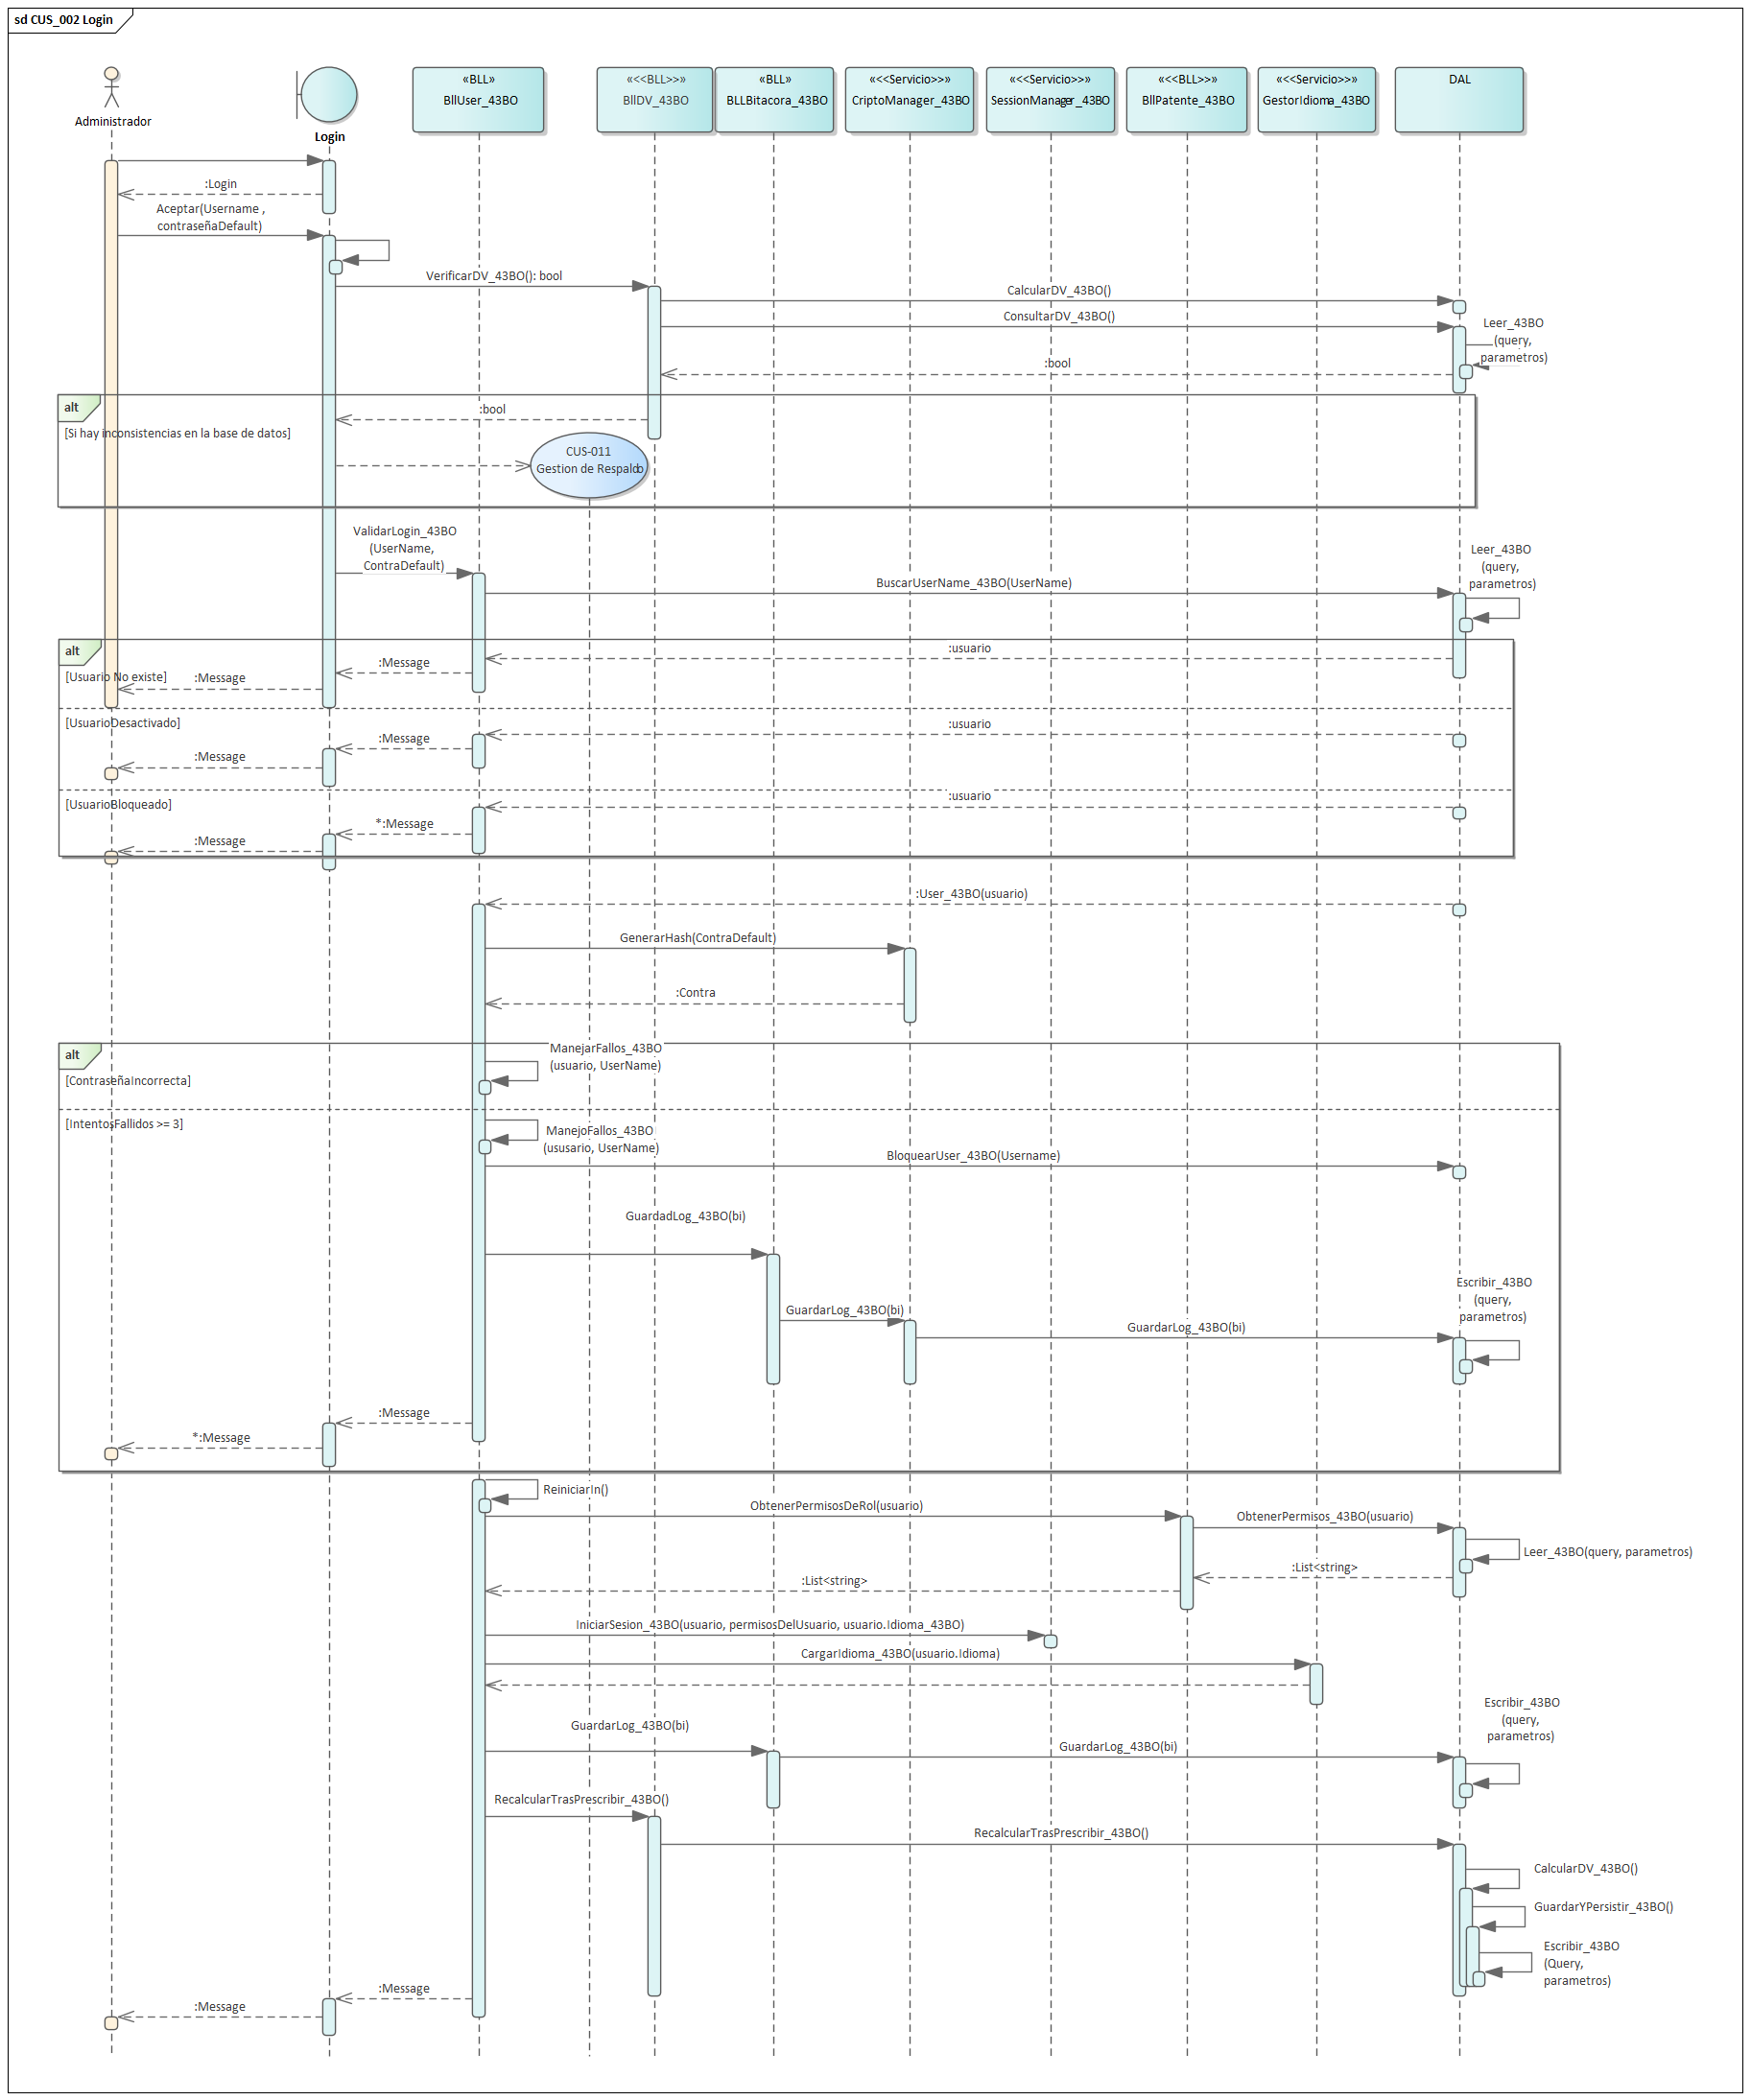 sd CUS_002 Login
Administrador
Login
«BLL»
BllUser_43BO
«<<BLL>>»
BllDV_43BO
«BLL»
BLLBitacora_43BO
«<<Servicio>>»
CriptoManager_43BO
«<<Servicio>>»
SessionManager_43BO
«<<BLL>>»
BllPatente_43BO
«<<Servicio>>»
GestorIdioma_43BO
DAL
:Login
Aceptar(Username ,
contraseñaDefault)
VerificarDV_43BO(): bool
CalcularDV_43BO()
ConsultarDV_43BO()
Leer_43BO
(query,
parametros)
:bool
alt
:bool
[Si hay inconsistencias en la base de datos]
CUS-011
Gestion de Respaldo
ValidarLogin_43BO
(UserName,
ContraDefault)
BuscarUserName_43BO(UserName)
Leer_43BO
(query,
parametros)
alt
:usuario
:Message
[Usuario No existe]
:Message
[UsuarioDesactivado]
:usuario
:Message
:Message
[UsuarioBloqueado]
:usuario
*:Message
:Message
:User_43BO(usuario)
GenerarHash(ContraDefault)
:Contra
alt
ManejarFallos_43BO
(usuario, UserName)
[ContraseñaIncorrecta]
[IntentosFallidos >= 3]
ManejoFallos_43BO
(ususario, UserName)
BloquearUser_43BO(Username)
GuardadLog_43BO(bi)
GuardarLog_43BO(bi)
GuardarLog_43BO(bi)
Escribir_43BO
(query,
parametros)
:Message
*:Message
ReiniciarIn()
ObtenerPermisosDeRol(usuario)
ObtenerPermisos_43BO(usuario)
Leer_43BO(query, parametros)
:List<string>
:List<string>
IniciarSesion_43BO(usuario, permisosDelUsuario, usuario.Idioma_43BO)
CargarIdioma_43BO(usuario.Idioma)
GuardarLog_43BO(bi)
GuardarLog_43BO(bi)
Escribir_43BO
(query,
parametros)
RecalcularTrasPrescribir_43BO()
RecalcularTrasPrescribir_43BO()
CalcularDV_43BO()
GuardarYPersistir_43BO()
Escribir_43BO
(Query,
parametros)
:Message
:Message